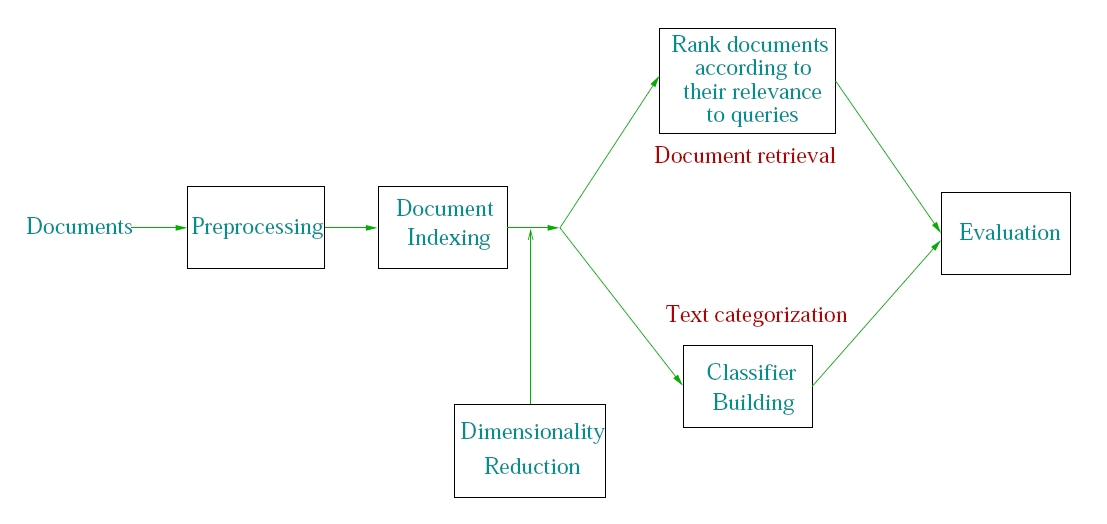 Documents
Preprocessing
Document
Indexing
Dimensionality
Reduction
Rank documents
according to
their relevance
to queries
Document retrieval
Text categorization
Classifier
Building
Evaluation